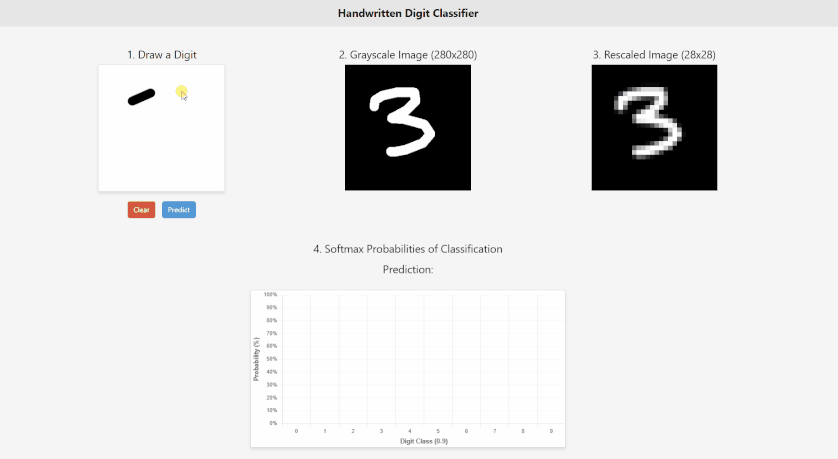 Handwritten Digit Classifier
1. Draw a Digit
2. Grayscale Image (280x280)
3. Rescaled Image (28x28)
3
3
Clear
Predict
4. Softmax Probabilities of Classification
Prediction:
100%
90%
80%
70%
60%
50%
40%
30%
20%
10%
0%
Probability (%)
0 1 2 3 4 5 6 7 8 9
Digit Class (0.9)